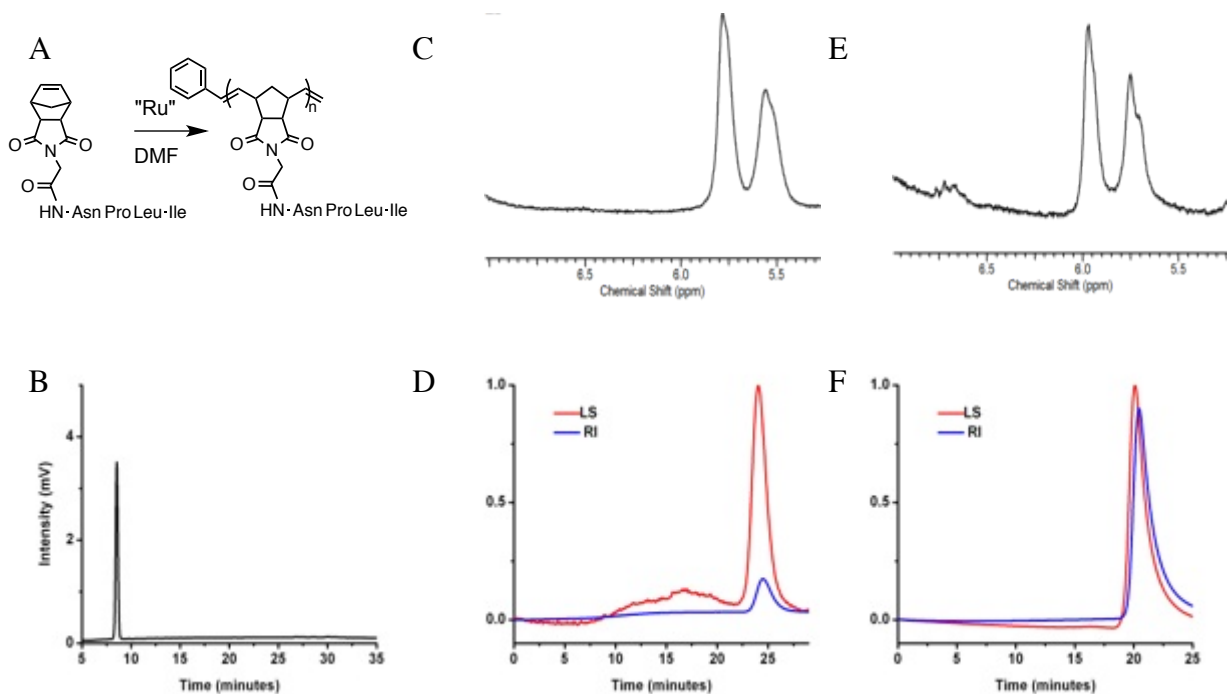 A
"Ru"
DMF
O
N
O
O
HN-Asn Pro Leu-Ile
n
O
N
O
O
HN-Asn Pro Leu-Ile
C
6.5
6.0
5.5
Chemical Shift (ppm)
E
6.5
6.0
5.5
Chemical Shift (ppm)
B
Intensity (mV)
4
2
0
5
10
15
20
25
30
35
Time (minutes)
D
LS
RI
1.0
0.5
0.0
0
5
10
15
20
25
Time (minutes)
F
LS
RI
1.0
0.5
0.0
0
5
10
15
20
25
Time (minutes)